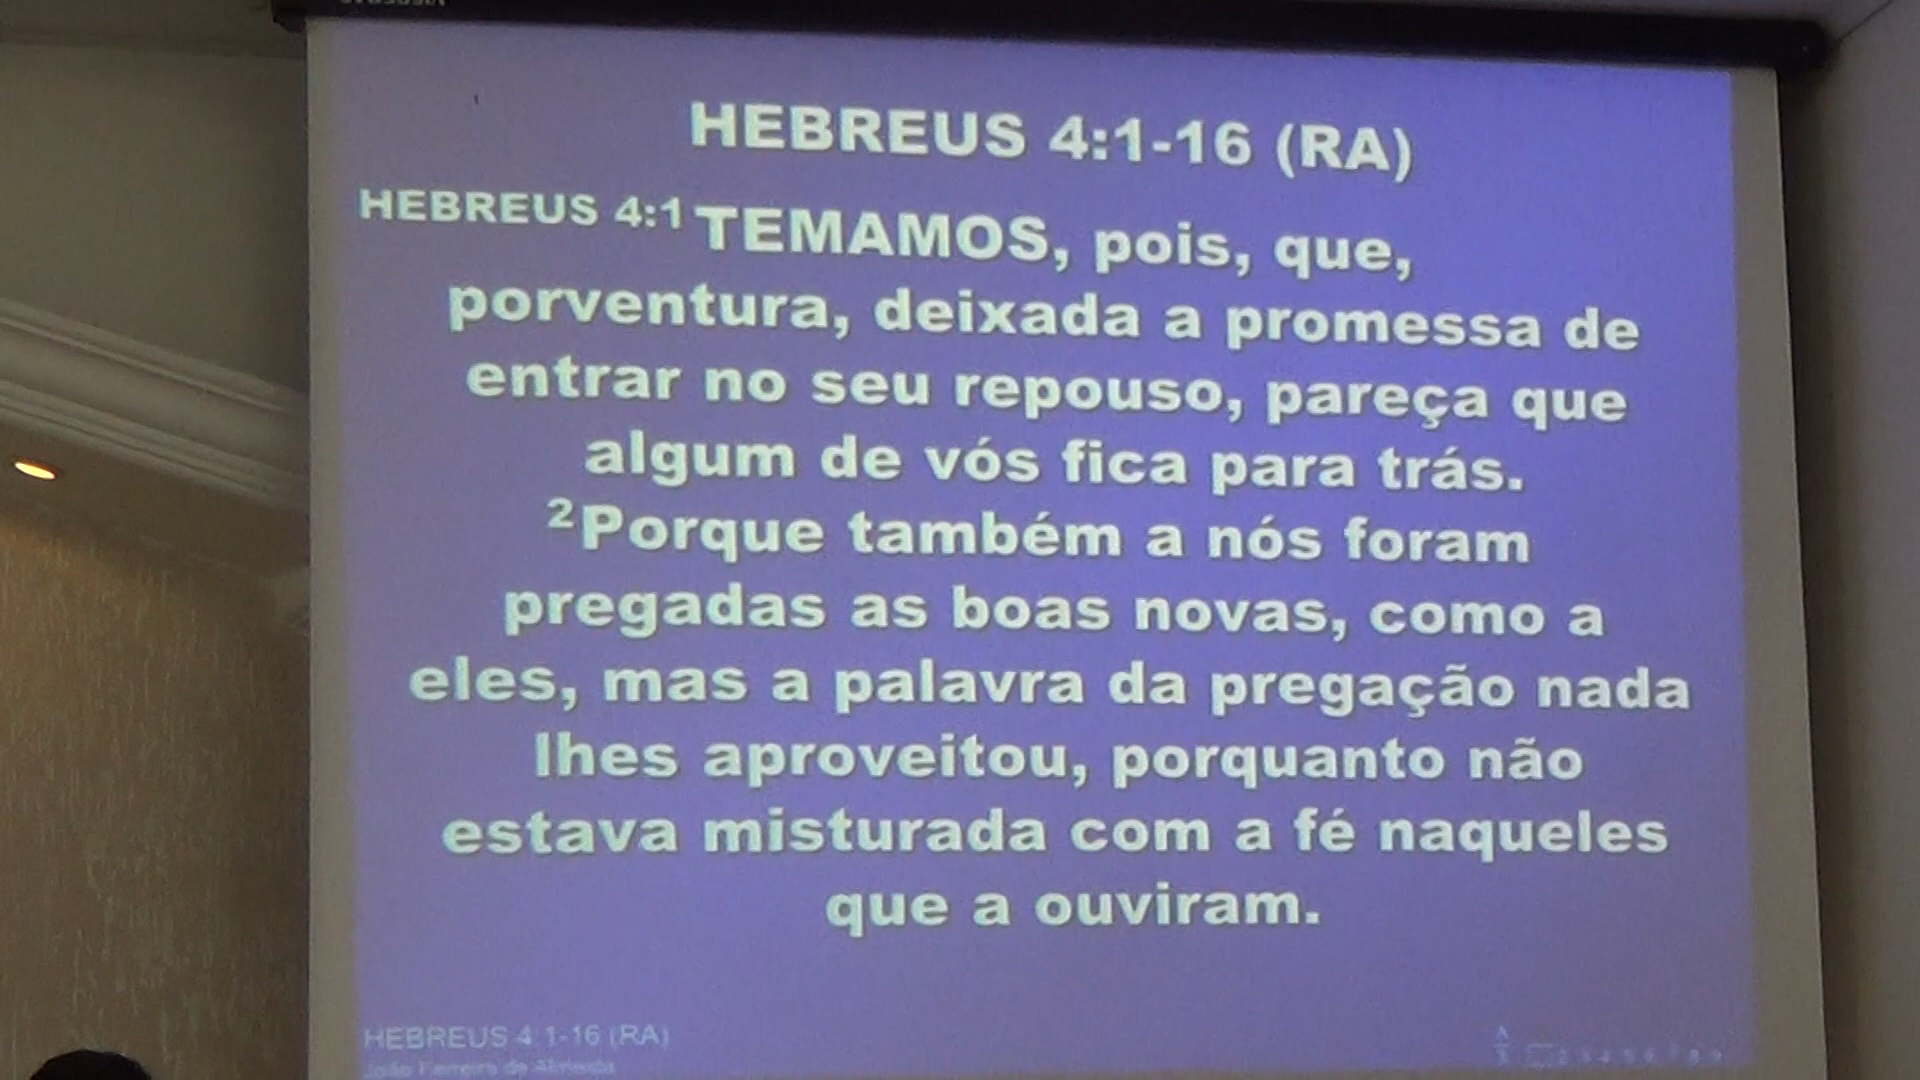 HEBREUS 4:1-16 (RA)
HEBREUS 4:1 TEMAMOS, pois, que,
porventura, deixada a promessa de
entrar no seu repouso, pareça que
algum de vós fica para trás.
2 Porque também a nós foram
pregadas as boas novas, como a
eles, mas a palavra da pregação nada
lhes aproveitou, porquanto não
estava misturada com a fé naqueles
que a ouviram.
HEBREUS 4:1-16 (RA)
João Ferreira de Almeida